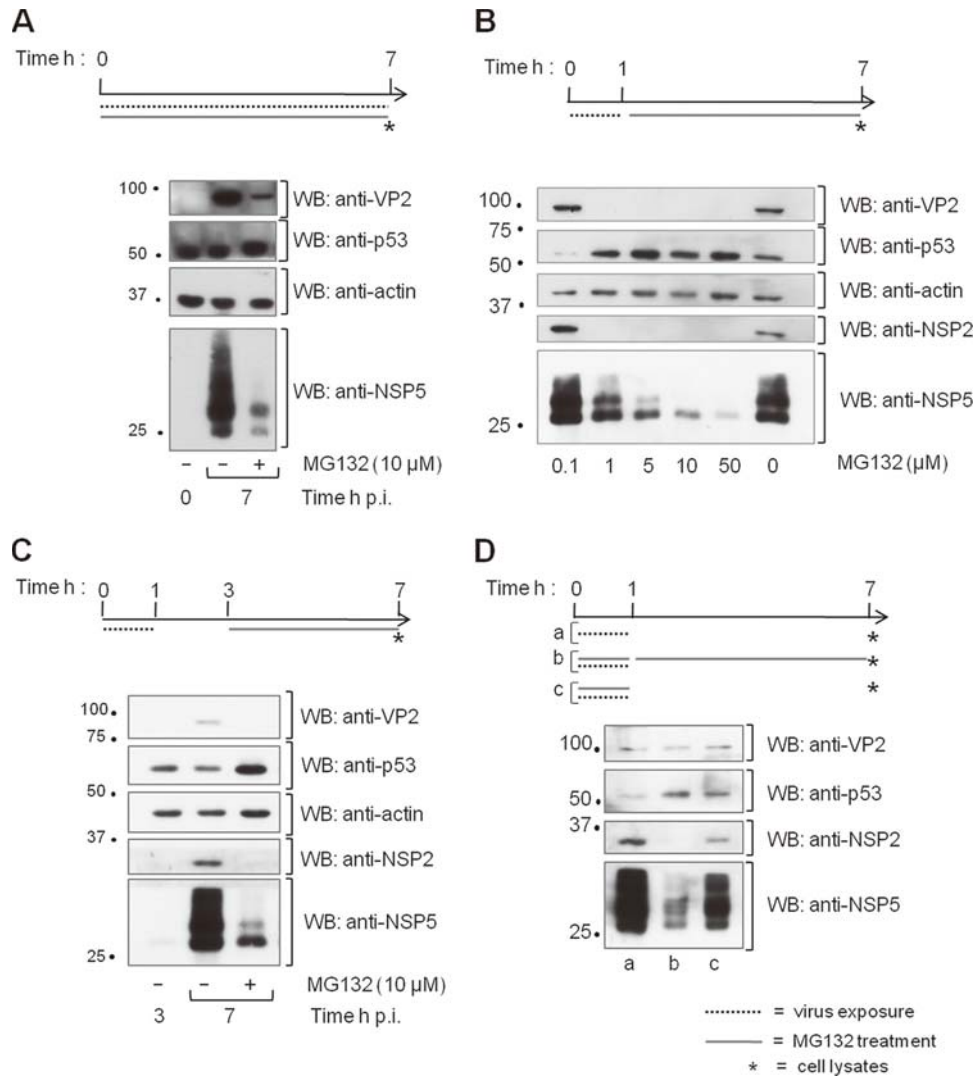 A
Time h : 0 7
*
100
WB: anti-VP2
50
WB: anti-p53
37
WB: anti-actin
25
WB: anti-NSP5
– – + MG132 (10 µM)
0 7 Time h p.i.
B
Time h : 0 1 7
*
100
WB: anti-VP2
75
50
WB: anti-p53
37
WB: anti-actin
WB: anti-NSP2
25
WB: anti-NSP5
0.1 1 5 10 50 0 MG132 (µM)
C
Time h : 0 1 3 7
*
100
75
WB: anti-VP2
WB: anti-p53
50
WB: anti-actin
37
WB: anti-NSP2
25
WB: anti-NSP5
– – + MG132 (10 µM)
3 7 Time h p.i.
D
Time h : 0 1 7
a *
b *
c *
100
WB: anti-VP2
50
WB: anti-p53
37
WB: anti-NSP2
25
WB: anti-NSP5
a b c
= virus exposure
= MG132 treatment
* = cell lysates